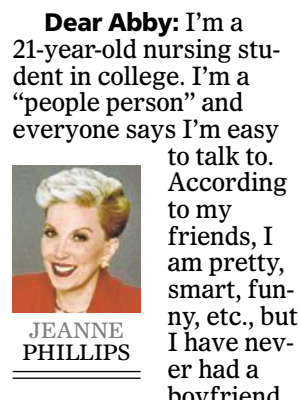 Dear Abby: I’m a
21-year-old nursing stu-
dent in college. I’m a
“people person” and
everyone says I’m easy
to talk to.
According
to my
friends, I
am pretty,
smart, fun-
ny, etc., but
I have nev-
er had a
boyfriend
JEANNE
PHILLIPS